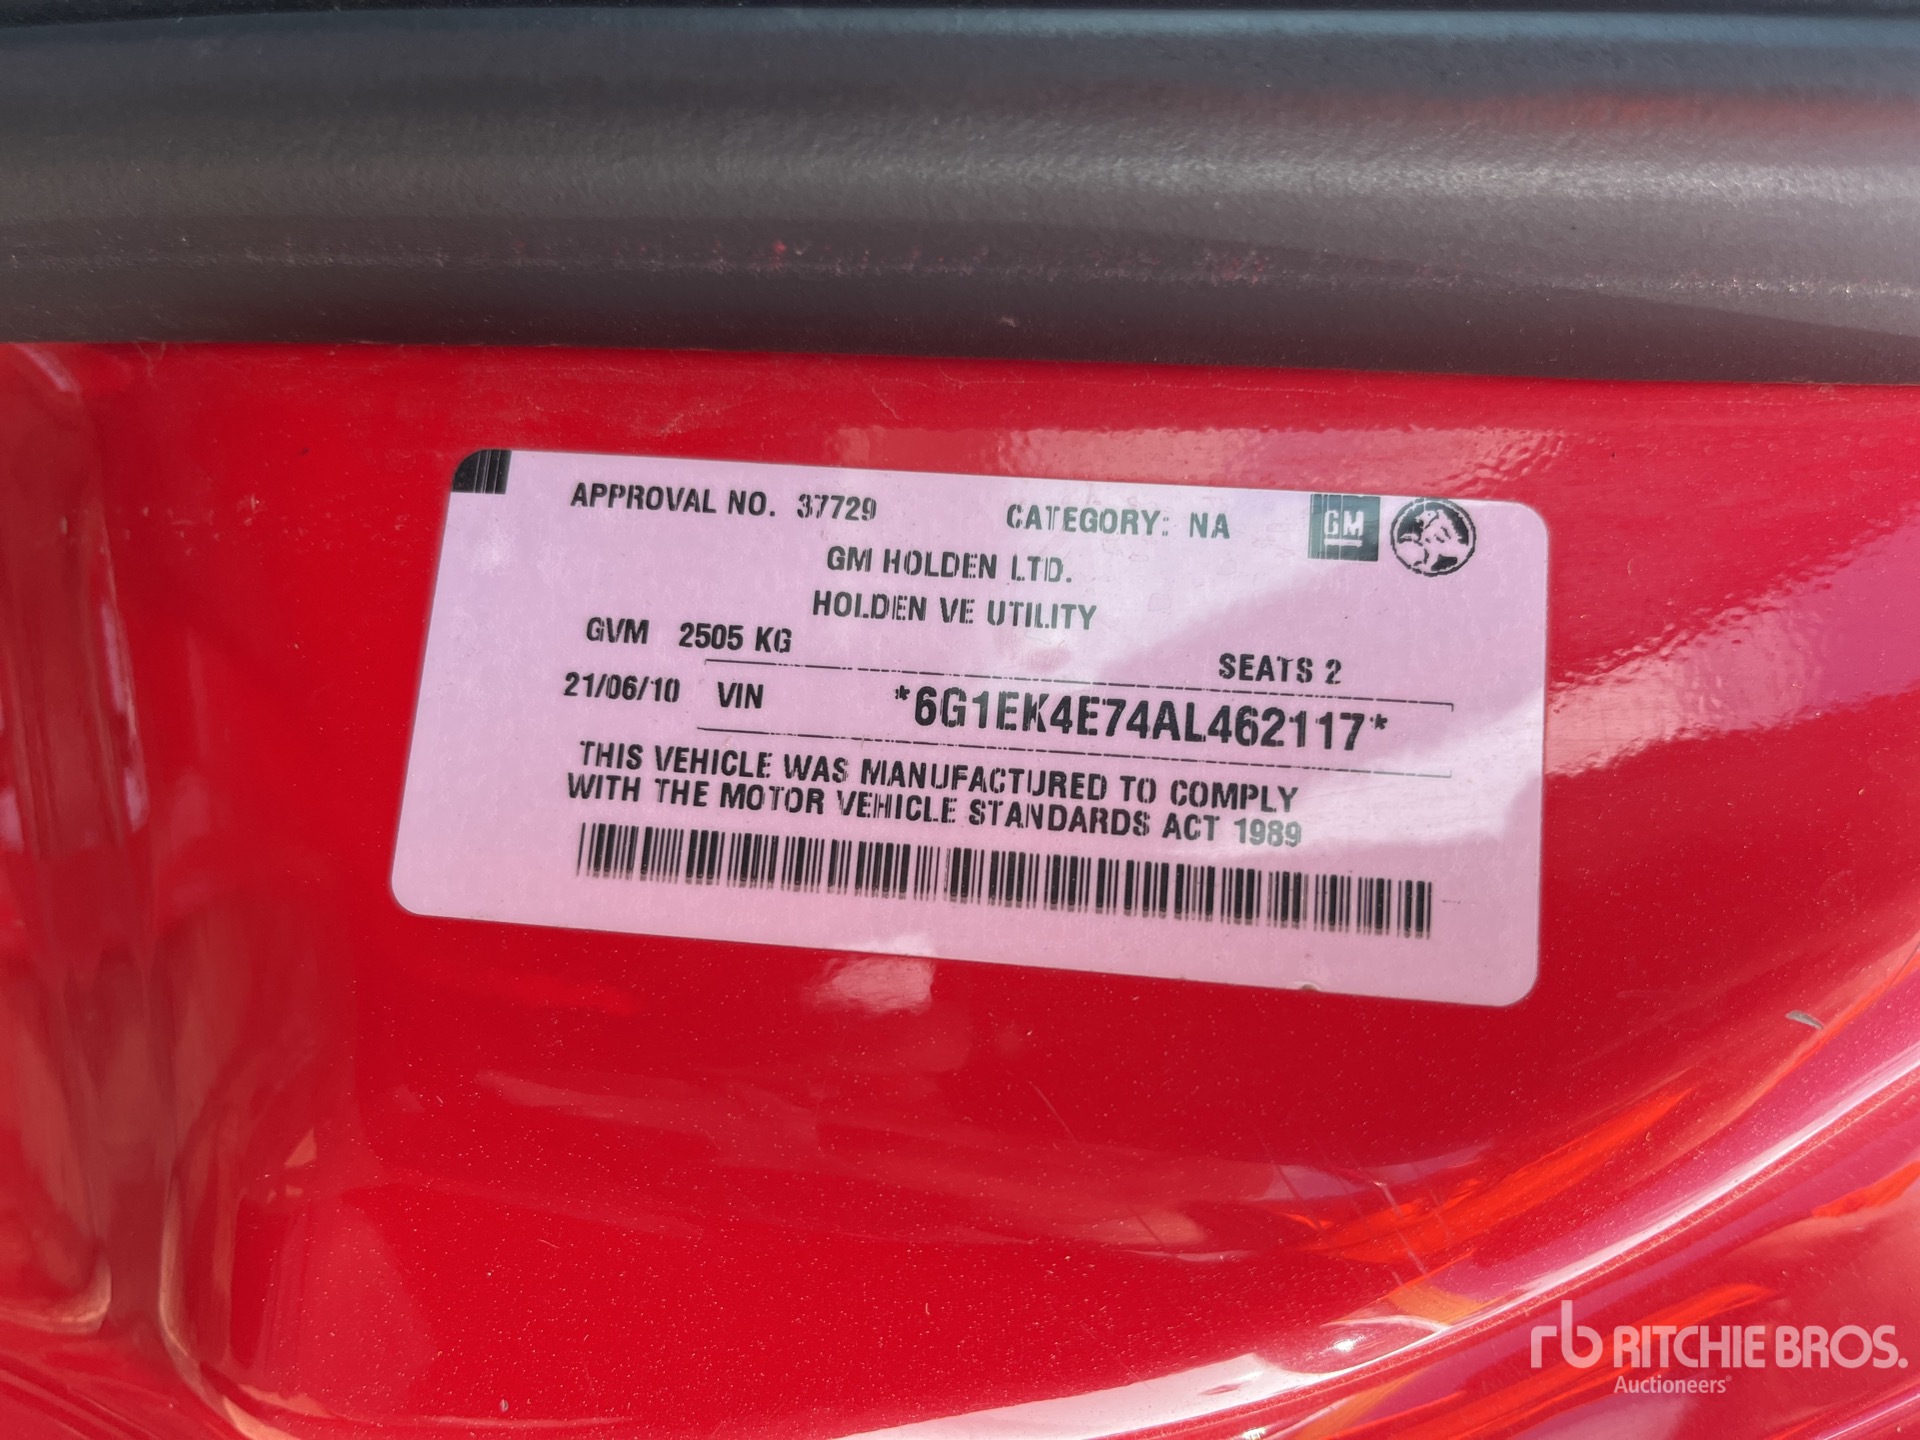 APPROVAL NO. 37729 CATEGORY: NA GM
GM HOLDEN LTD.
HOLDEN VE UTILITY
GVM 2505 KG SEATS 2
21/06/10 VIN *6G1EK4E74AL462117*
THIS VEHICLE WAS MANUFACTURED TO COMPLY
WITH THE MOTOR VEHICLE STANDARDS ACT 1989
rb RITCHIE BROS.
Auctioneers